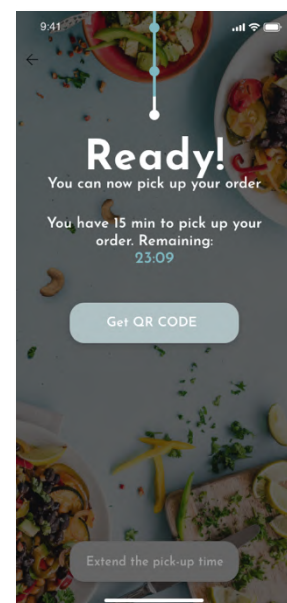 9:41
Ready!
You can now pick up your order
You have 15 min to pick up your
order. Remaining:
23:09
Get QR CODE
Extend the pick-up time